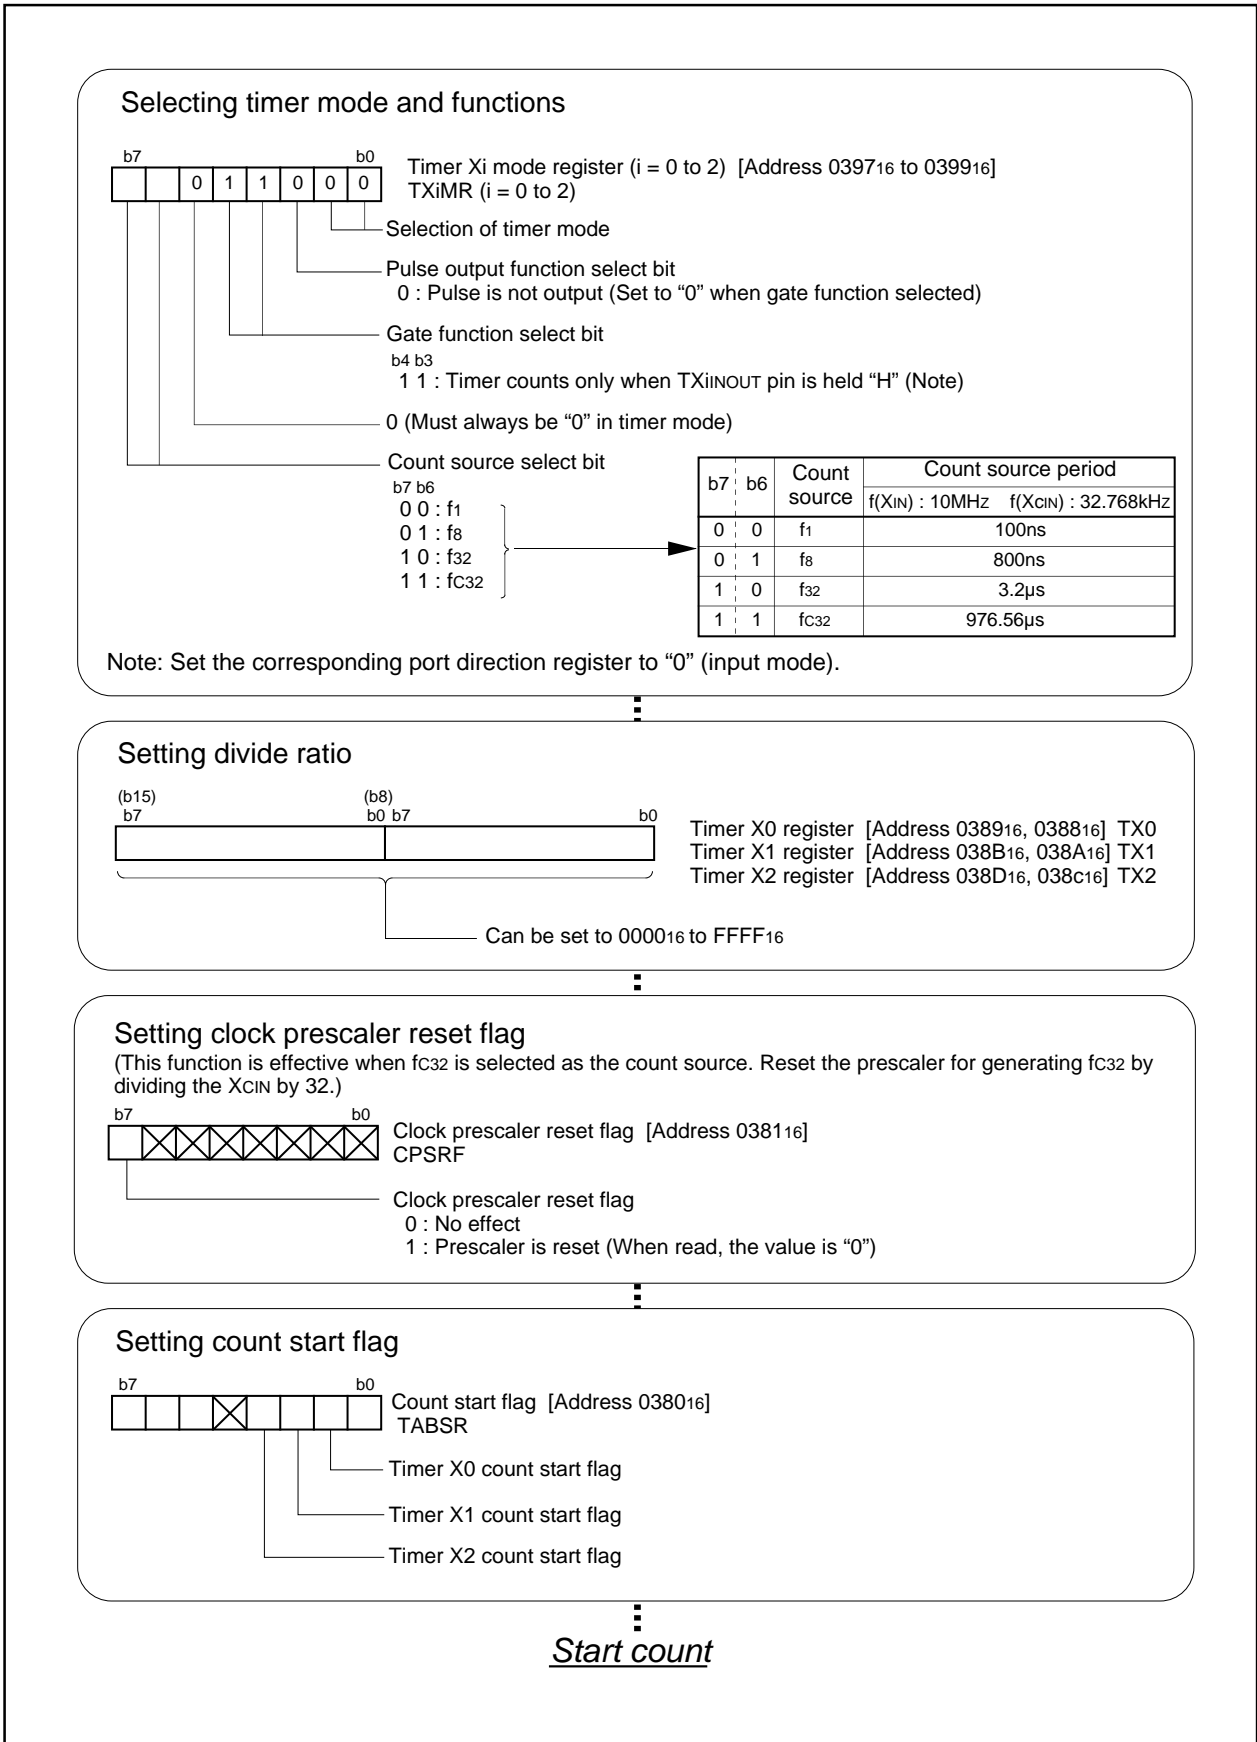 Selecting timer mode and functions
b7 b0
0 1 1 0 0 0
Timer Xi mode register (i = 0 to 2) [Address 039716 to 039916]
TXiMR (i = 0 to 2)
Selection of timer mode
Pulse output function select bit
0 : Pulse is not output (Set to “0” when gate function selected)
Gate function select bit
b4 b3
1 1 : Timer counts only when TXiINOUT pin is held “H” (Note)
0 (Must always be “0” in timer mode)
Count source select bit
b7 b6
0 0 : f1
0 1 : f8
1 0 : f32
1 1 : fC32
b7 b6 Count source Count source period
f(XIN) : 10MHz f(XCIN) : 32.768kHz
0 0 f1 100ns
0 1 f8 800ns
1 0 f32 3.2µs
1 1 fC32 976.56µs
Note: Set the corresponding port direction register to “0” (input mode).
Setting divide ratio
(b15) (b8)
b7 b0 b7 b0
Timer X0 register [Address 038916, 038816] TX0
Timer X1 register [Address 038B16, 038A16] TX1
Timer X2 register [Address 038D16, 038c16] TX2
Can be set to 000016 to FFFF16
Setting clock prescaler reset flag
(This function is effective when fC32 is selected as the count source. Reset the prescaler for generating fC32 by
dividing the XCIN by 32.)
b7 b0
Clock prescaler reset flag [Address 038116]
CPSRF
Clock prescaler reset flag
0 : No effect
1 : Prescaler is reset (When read, the value is “0”)
Setting count start flag
b7 b0
Count start flag [Address 038016]
TABSR
Timer X0 count start flag
Timer X1 count start flag
Timer X2 count start flag
Start count